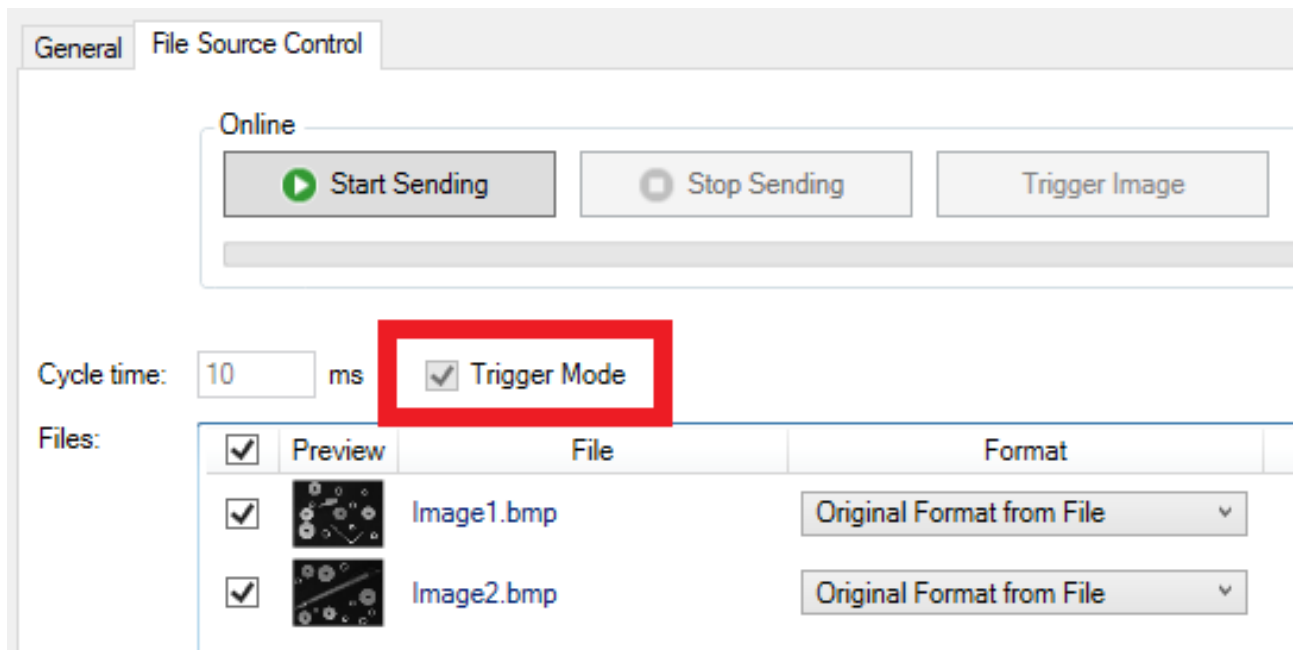 General File Source Control
Online
Start Sending Stop Sending Trigger Image
Cycle time: 10 ms Trigger Mode
Files: Preview File Format
Image1.bmp Original Format from File
Image2.bmp Original Format from File